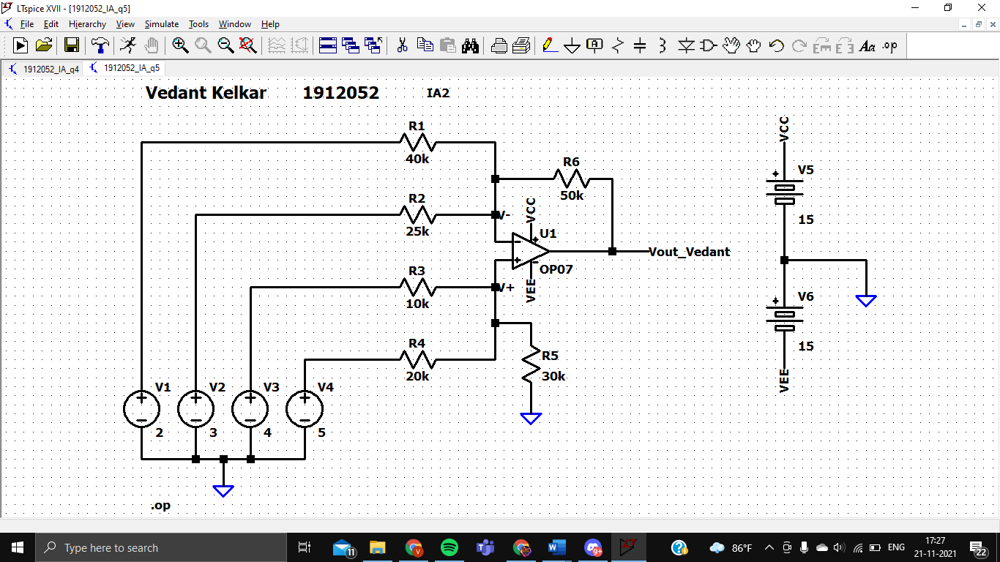 LTspice XVII - [1912052_IA_q5]
File Edit Hierarchy View Simulate Tools Window Help
.op
1912052_IA_q4 1912052_IA_q5
Vedant Kelkar 1912052 IA2
R1
40k
R6
50k
R2
25k
V-
VCC
U1
OP07
VEE
Vout_Vedant
R3
10k
V+
R4
20k
R5
30k
V1
2
V2
3
V3
4
V4
5
.op
VCC
V5
15
V6
15
VEE
Type here to search
11
9+
86°F
ENG
17:27
21-11-2021
22